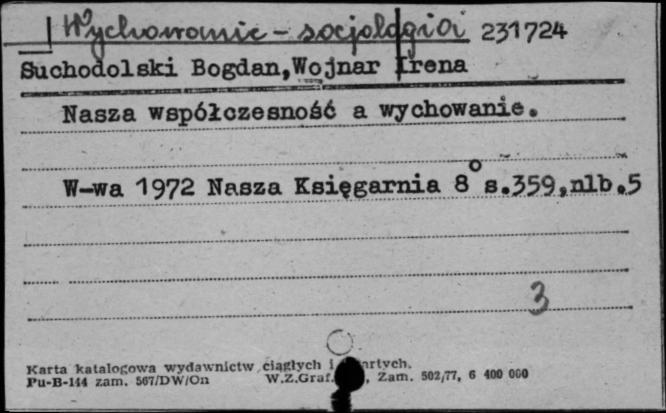 Wychowanie - socjologia 231724
Suchodolski Bogdan,Wojnar Irena
Nasza współczesność a wychowanie.
W-wa 1972 Nasza Księgarnia 8° s.359,nlb.5
3
Karta katalogowa wydawnictw ciągłych i
Pu-B-144 zam. 567/DW/On W.Z.Graf. Zam. 502/77, 6 400 000